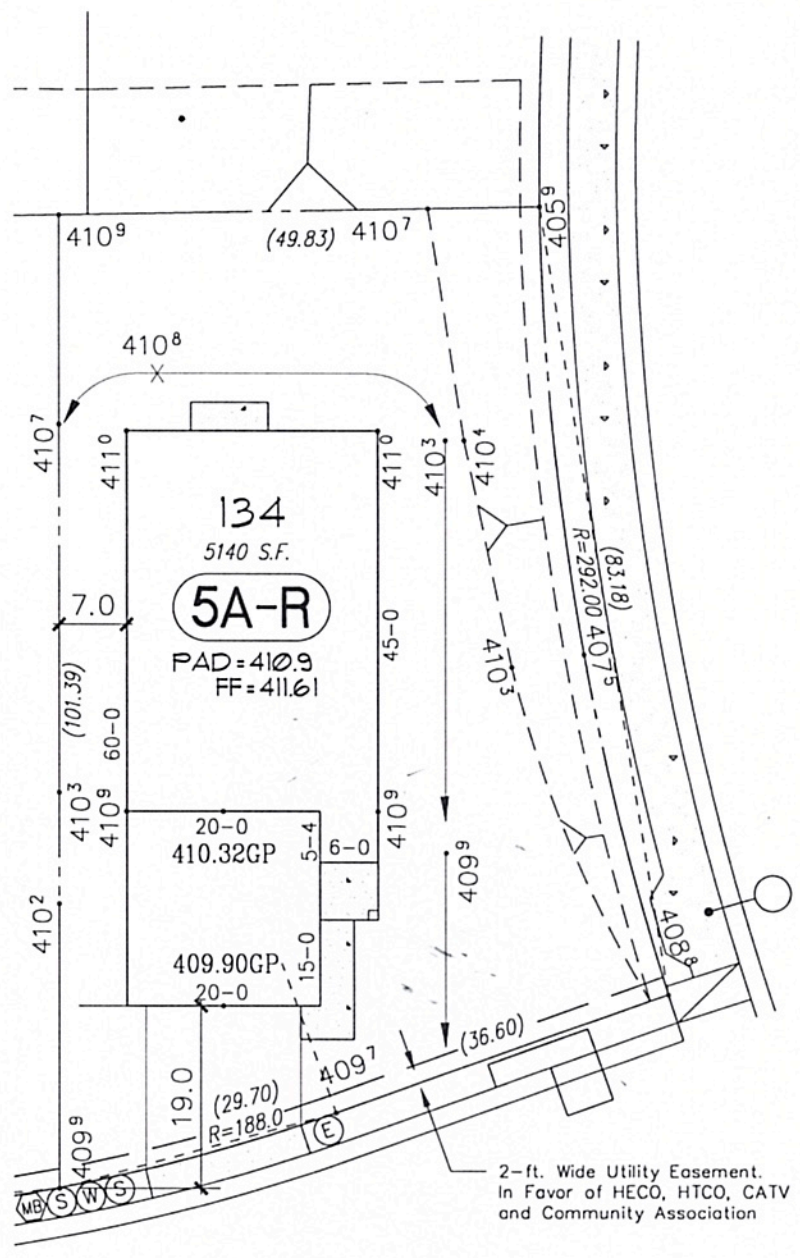 405⁹
410⁹
(49.83)
410⁷
410⁸
410⁷
411⁰
411⁰
410³
410⁴
134
5140 S.F.
5A-R
PAD=410.9
FF=411.61
7.0
45-0
R=292.00
(83.18)
407⁵
410³
(101.39)
60-0
410³
410⁹
410⁹
20-0
410.32GP
5-4
6-0
409⁹
410²
408⁸
409.90GP
15-0
20-0
(36.60)
409⁷
19.0
(29.70)
R=188.0
E
409⁹
MB
S
W
S
2-ft. Wide Utility Easement.
In Favor of HECO, HTCO, CATV
and Community Association